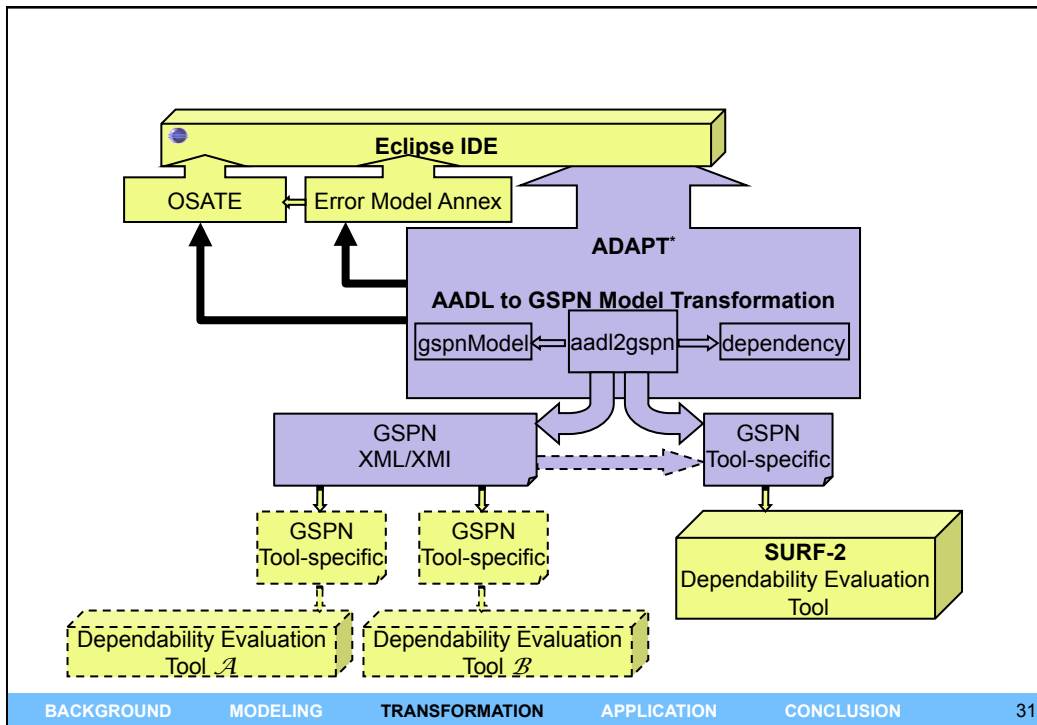 Eclipse IDE
OSATE
Error Model Annex
ADAPT*
AADL to GSPN Model Transformation
gspnModel
aadl2gspn
dependency
GSPN
XML/XMI
GSPN
Tool-specific
GSPN
Tool-specific
GSPN
Tool-specific
SURF-2
Dependability Evaluation
Tool
Dependability Evaluation
Tool 𝒜
Dependability Evaluation
Tool ℬ
BACKGROUND MODELING TRANSFORMATION APPLICATION CONCLUSION 31